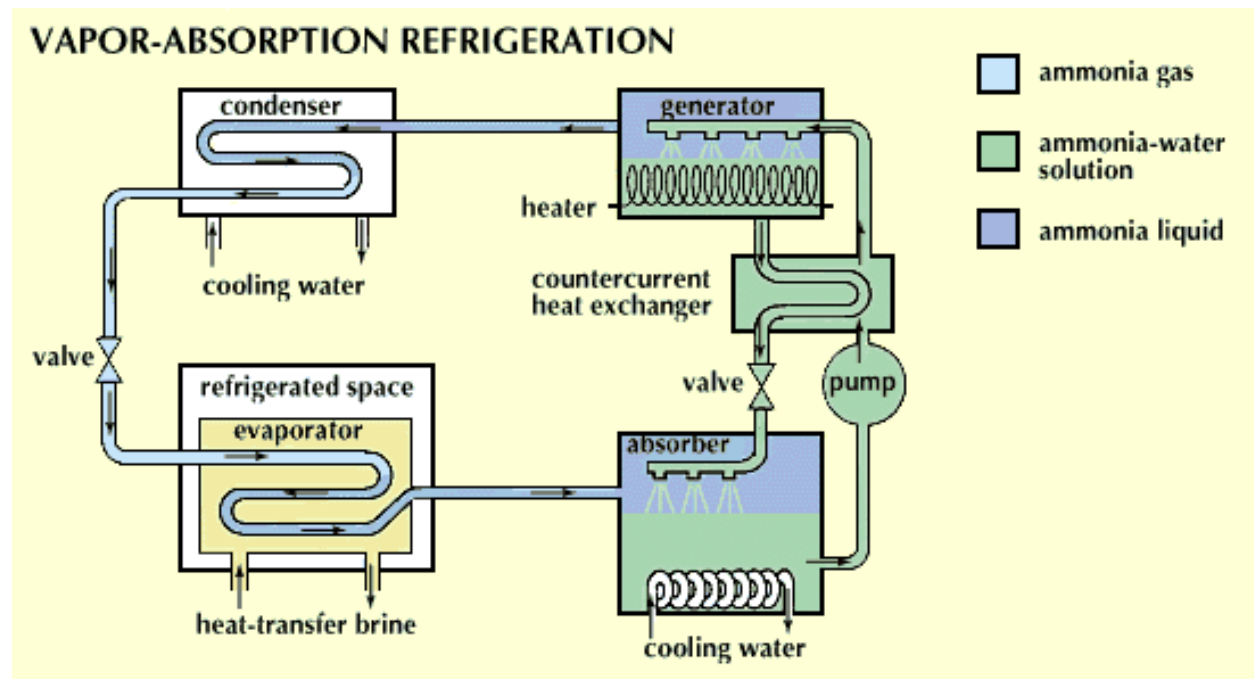 VAPOR-ABSORPTION REFRIGERATION
ammonia gas
ammonia-water
solution
ammonia liquid
condenser
generator
heater
cooling water
countercurrent
heat exchanger
valve
valve
pump
refrigerated space
evaporator
absorber
heat-transfer brine
cooling water